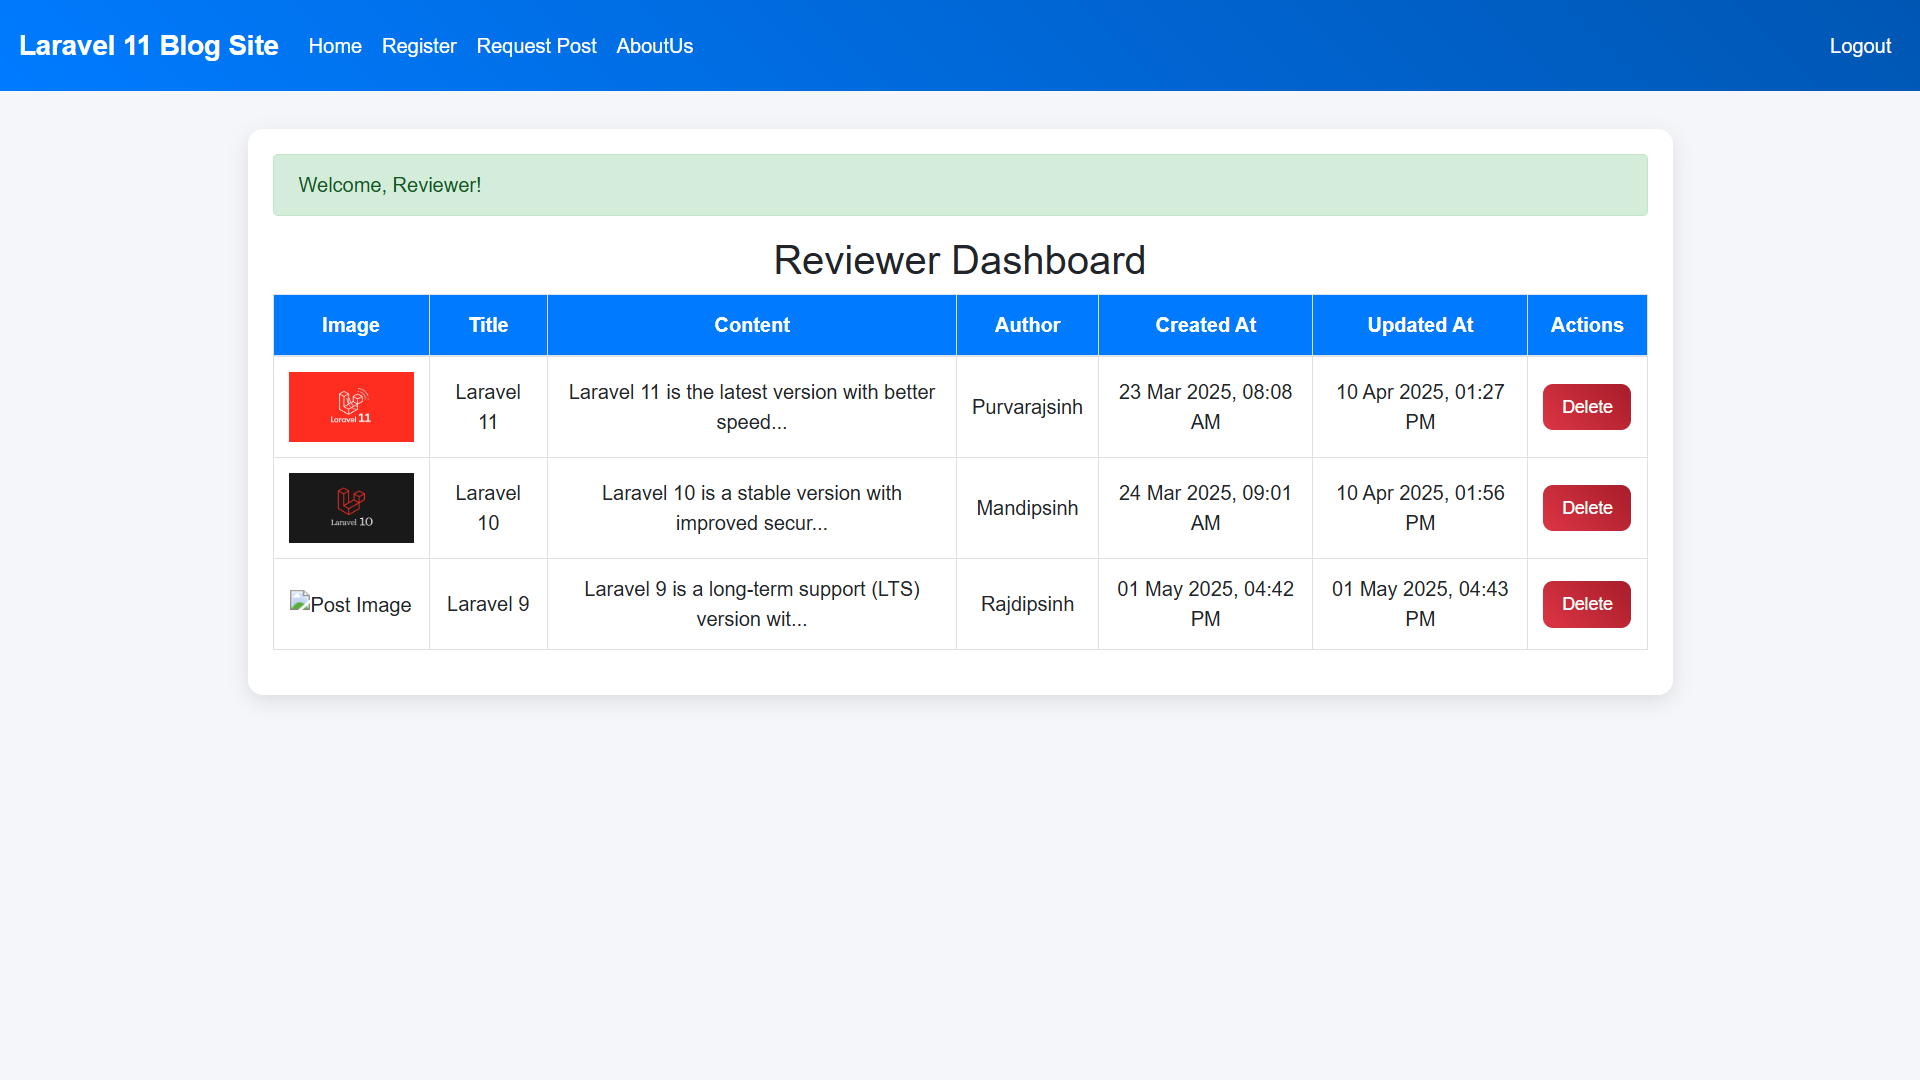 Laravel 11 Blog Site Home Register Request Post AboutUs Logout
Welcome, Reviewer!
Reviewer Dashboard
Image Title Content Author Created At Updated At Actions
Laravel 11
Laravel
11
Laravel 11 is the latest version with better
speed...
Purvarajsinh
23 Mar 2025, 08:08
AM
10 Apr 2025, 01:27
PM
Delete
Laravel 10
Laravel
10
Laravel 10 is a stable version with
improved secur...
Mandipsinh
24 Mar 2025, 09:01
AM
10 Apr 2025, 01:56
PM
Delete
Post Image
Laravel 9
Laravel 9 is a long-term support (LTS)
version wit...
Rajdipsinh
01 May 2025, 04:42
PM
01 May 2025, 04:43
PM
Delete